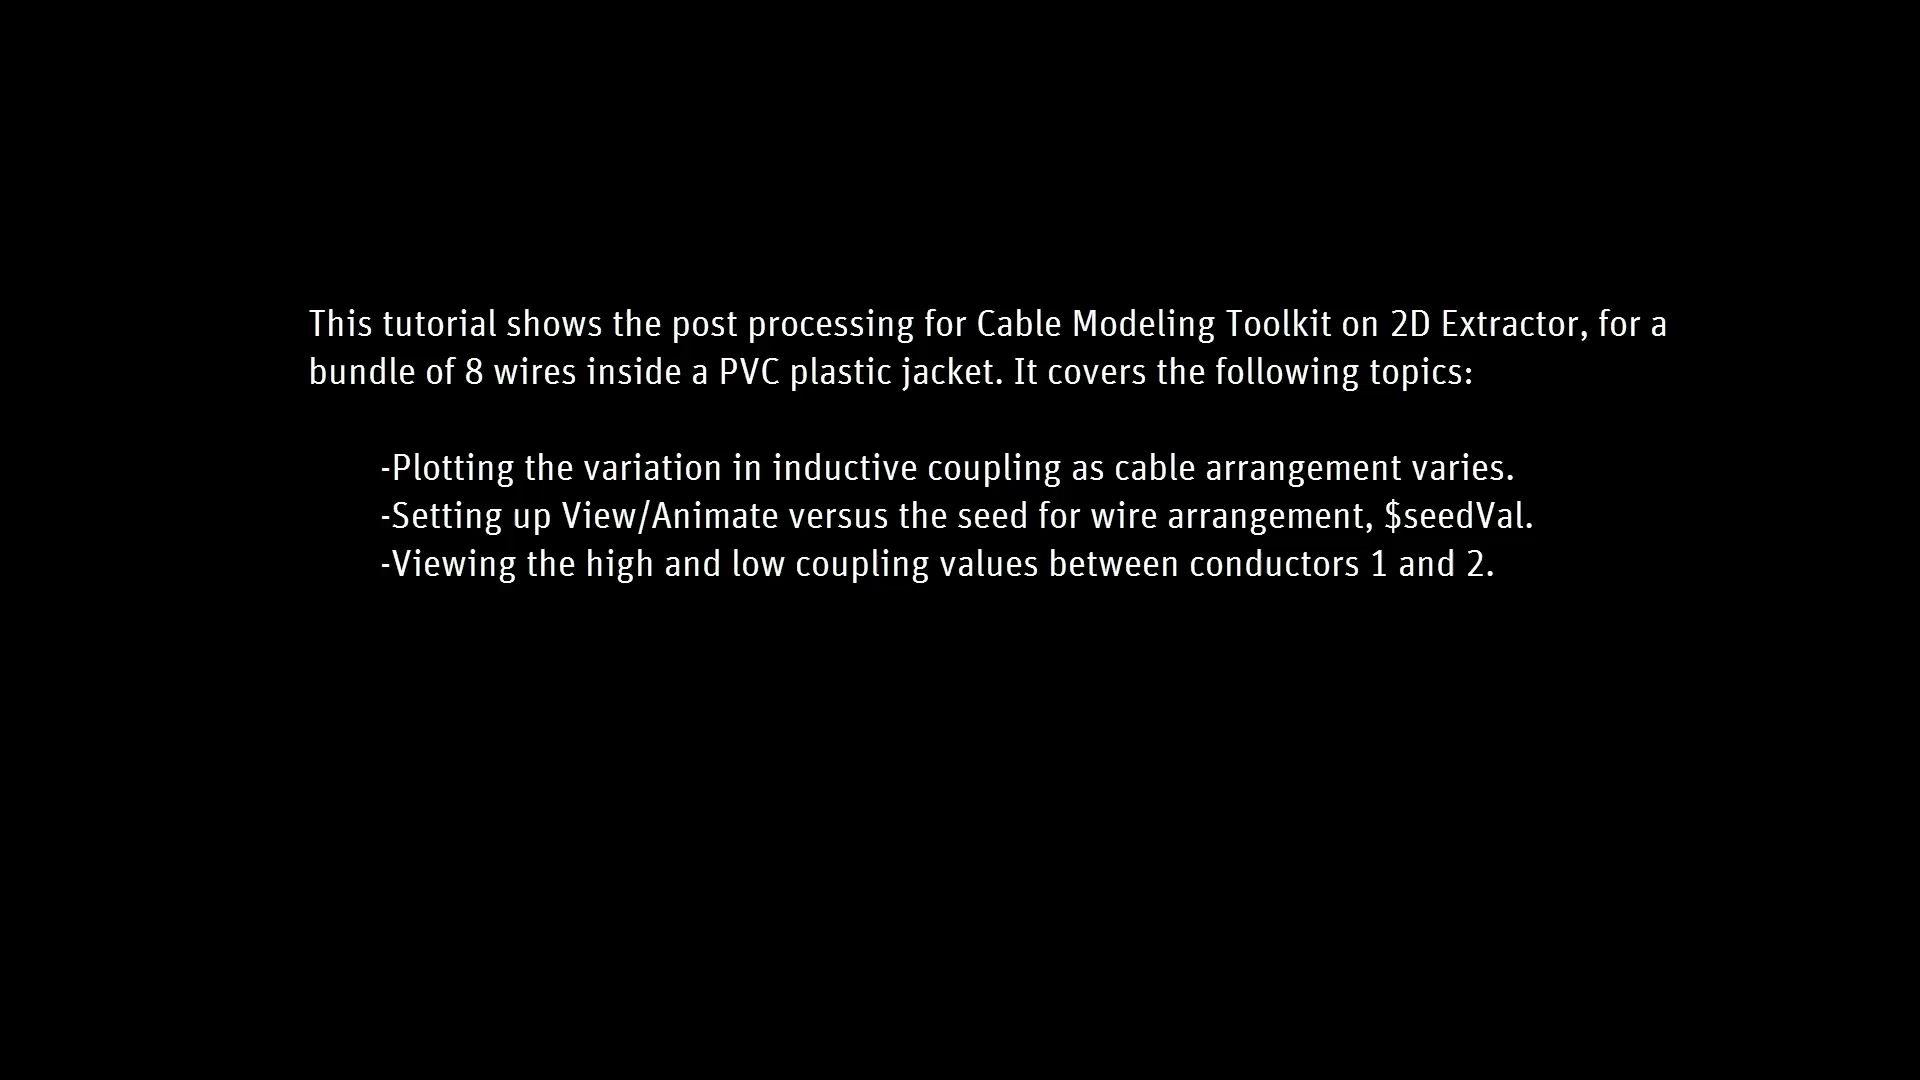 This tutorial shows the post processing for Cable Modeling Toolkit on 2D Extractor, for a
bundle of 8 wires inside a PVC plastic jacket. It covers the following topics:
-Plotting the variation in inductive coupling as cable arrangement varies.
-Setting up View/Animate versus the seed for wire arrangement, $seedVal.
-Viewing the high and low coupling values between conductors 1 and 2.